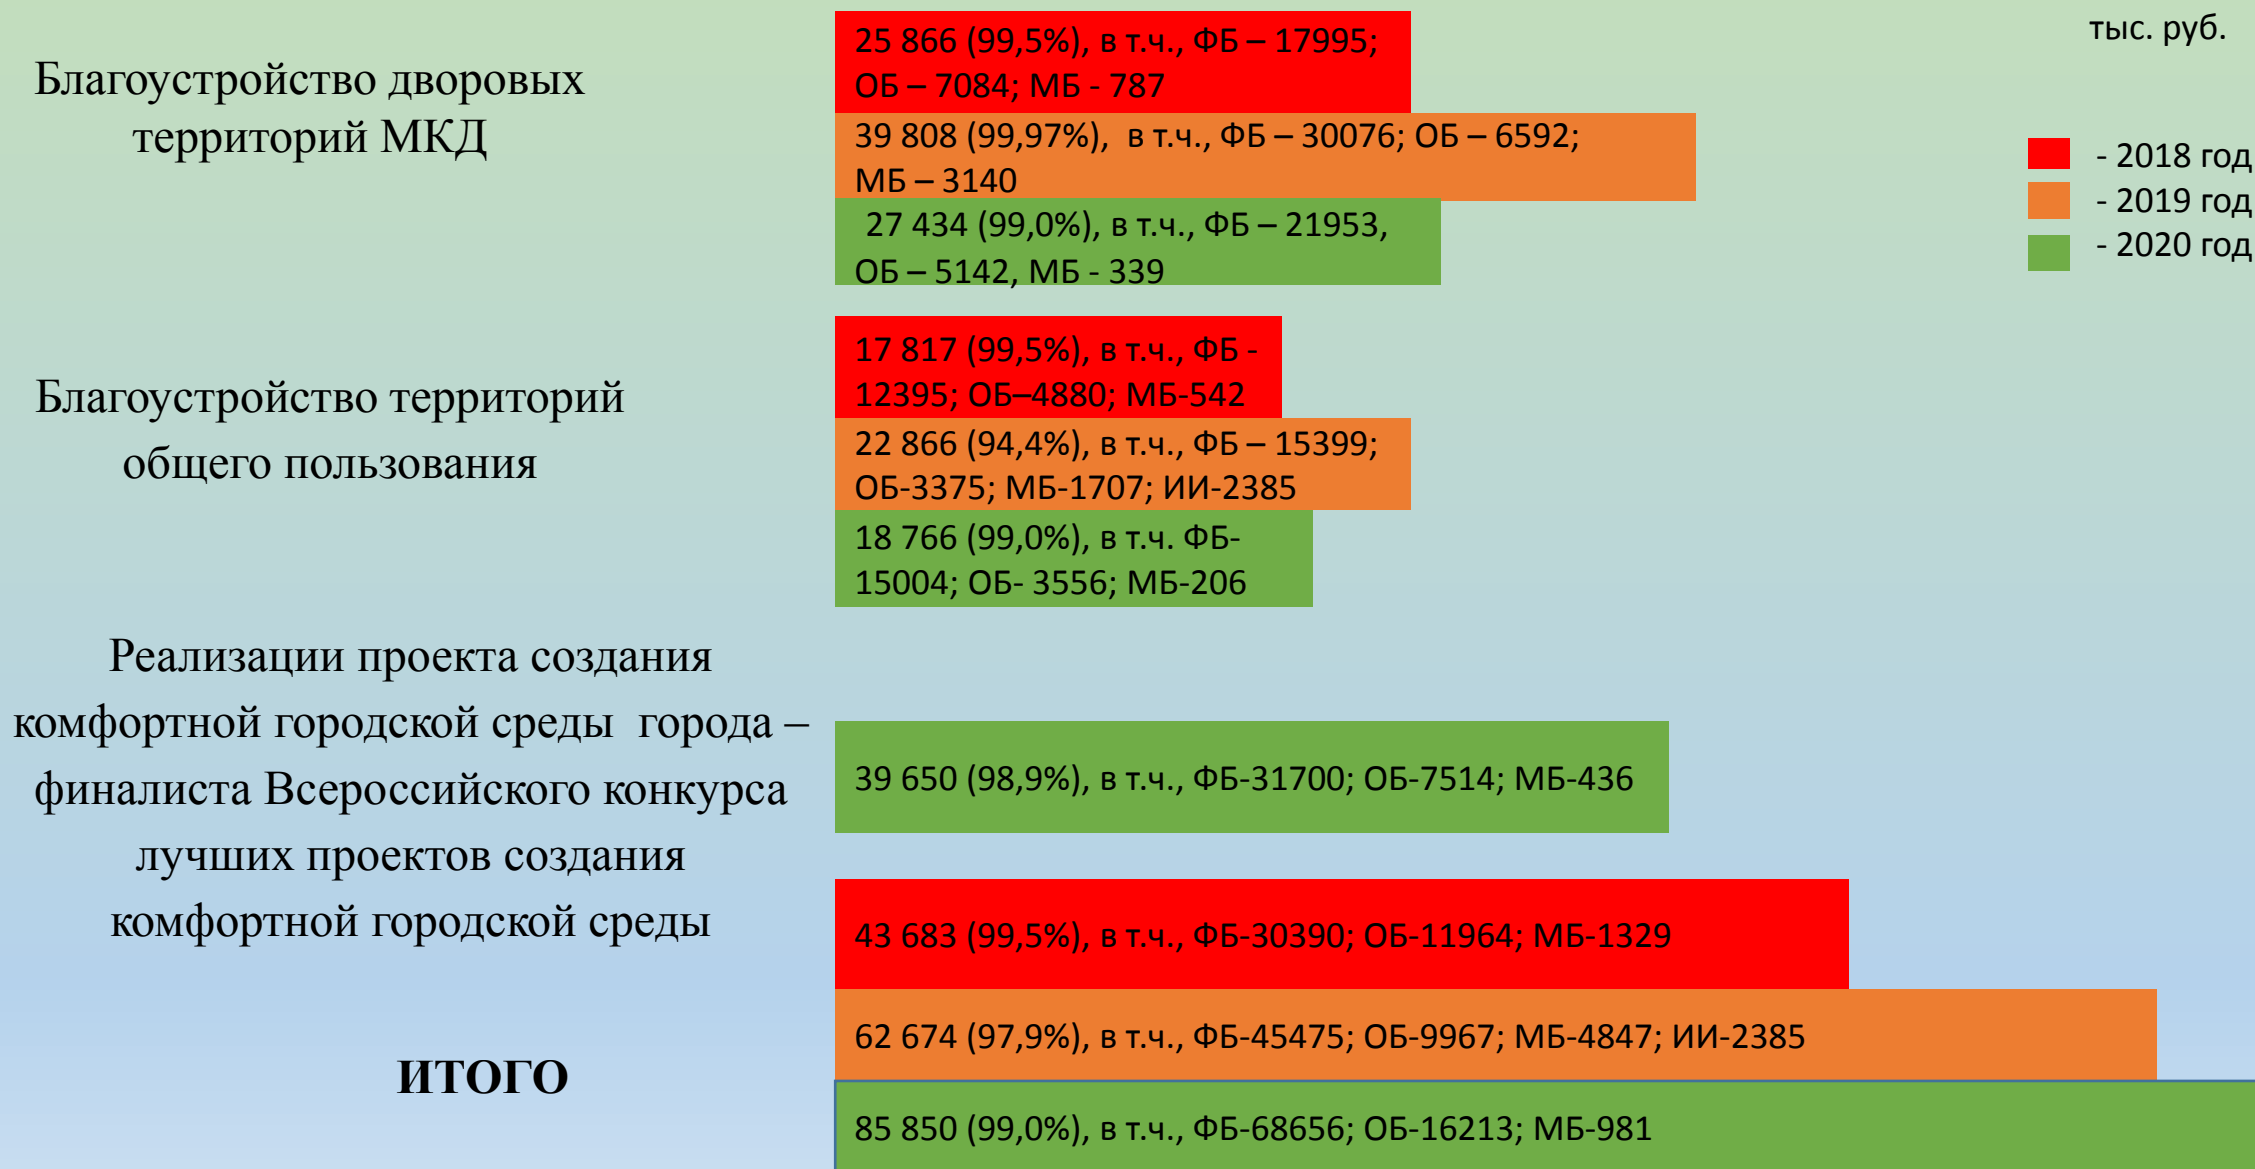 тыс. руб.
- 2018 год
- 2019 год
- 2020 год
Благоустройство дворовых
территорий МКД
25 866 (99,5%), в т.ч., ФБ – 17995;
ОБ – 7084; МБ - 787
39 808 (99,97%), в т.ч., ФБ – 30076; ОБ – 6592;
МБ – 3140
27 434 (99,0%), в т.ч., ФБ – 21953,
ОБ – 5142, МБ - 339
Благоустройство территорий
общего пользования
17 817 (99,5%), в т.ч., ФБ -
12395; ОБ–4880; МБ-542
22 866 (94,4%), в т.ч., ФБ – 15399;
ОБ-3375; МБ-1707; ИИ-2385
18 766 (99,0%), в т.ч. ФБ-
15004; ОБ- 3556; МБ-206
Реализации проекта создания
комфортной городской среды города –
финалиста Всероссийского конкурса
лучших проектов создания
комфортной городской среды
39 650 (98,9%), в т.ч., ФБ-31700; ОБ-7514; МБ-436
ИТОГО
43 683 (99,5%), в т.ч., ФБ-30390; ОБ-11964; МБ-1329
62 674 (97,9%), в т.ч., ФБ-45475; ОБ-9967; МБ-4847; ИИ-2385
85 850 (99,0%), в т.ч., ФБ-68656; ОБ-16213; МБ-981